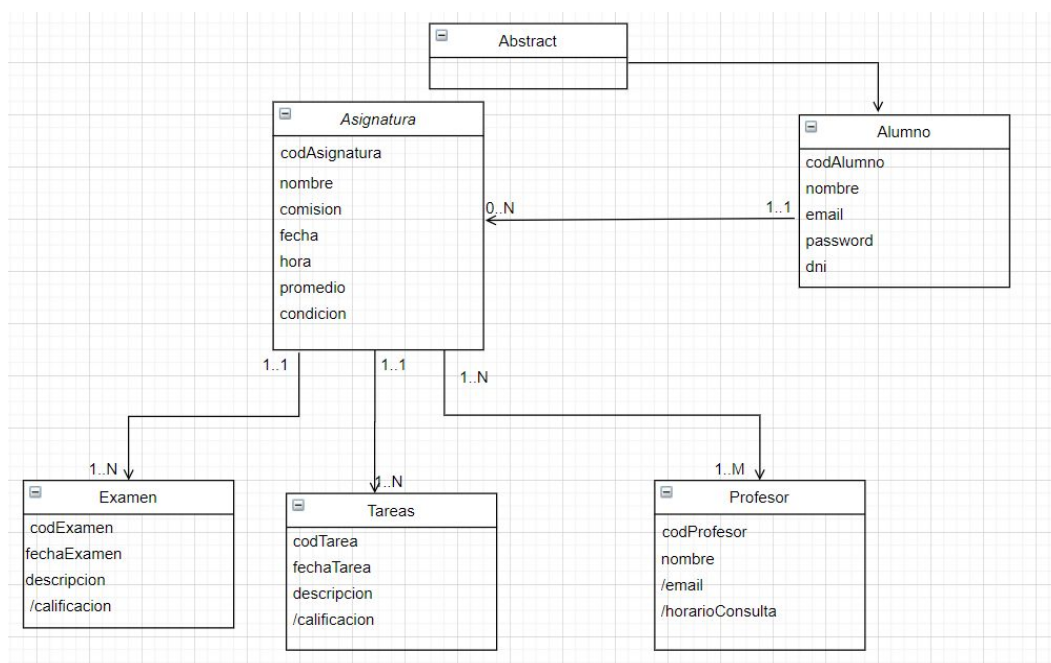 Abstract
Asignatura
codAsignatura
nombre
comision
fecha
hora
promedio
condicion
Alumno
codAlumno
nombre
email
password
dni
0..N
1..1
1..1
1..1
1..N
1..N
1..N
1..M
Examen
codExamen
fechaExamen
descripcion
/calificacion
Tareas
codTarea
fechaTarea
descripcion
/calificacion
Profesor
codProfesor
nombre
/email
/horarioConsulta